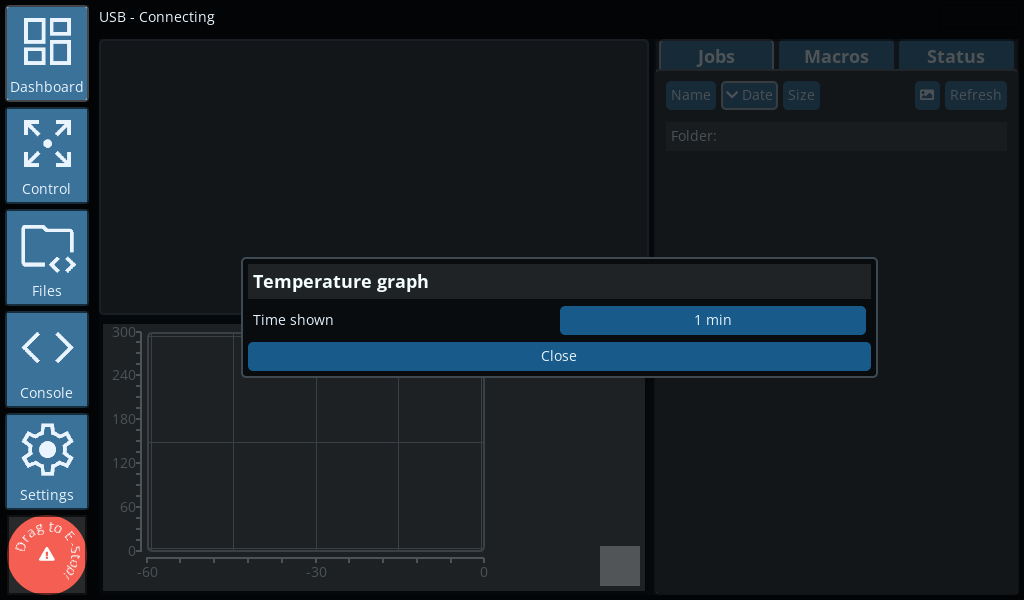 USB - Connecting
Dashboard
Control
Files
Console
Settings
Drag to E-Stop!
Jobs Macros Status
Name Date Size Refresh
Folder:
Temperature graph
Time shown 1 min
Close
300
240
180
120
60
0
-60 -30 0